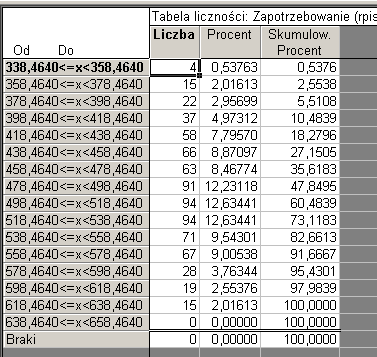 Tabela liczności: Zapotrzebowanie (rpis
Liczba Procent Skumulow.
Od Do Procent
338,4640<=x<358,4640 4 0,53763 0,5376
358,4640<=x<378,4640 15 2,01613 2,5538
378,4640<=x<398,4640 22 2,95699 5,5108
398,4640<=x<418,4640 37 4,97312 10,4839
418,4640<=x<438,4640 58 7,79570 18,2796
438,4640<=x<458,4640 66 8,87097 27,1505
458,4640<=x<478,4640 63 8,46774 35,6183
478,4640<=x<498,4640 91 12,23118 47,8495
498,4640<=x<518,4640 94 12,63441 60,4839
518,4640<=x<538,4640 94 12,63441 73,1183
538,4640<=x<558,4640 71 9,54301 82,6613
558,4640<=x<578,4640 67 9,00538 91,6667
578,4640<=x<598,4640 28 3,76344 95,4301
598,4640<=x<618,4640 19 2,55376 97,9839
618,4640<=x<638,4640 15 2,01613 100,0000
638,4640<=x<658,4640 0 0,00000 100,0000
Braki 0 0,00000 100,0000